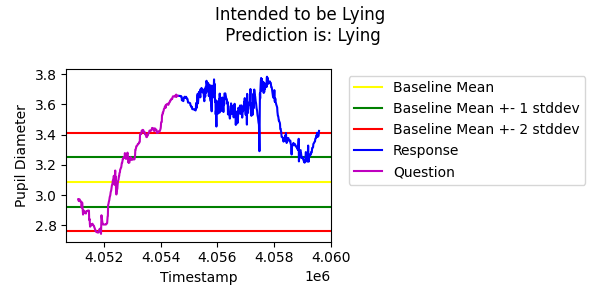 Intended to be Lying
Prediction is: Lying
Pupil Diameter
3.8
3.6
3.4
3.2
3.0
2.8
4.052 4.054 4.056 4.058 4.060
1e6
Timestamp
Baseline Mean
Baseline Mean +- 1 stddev
Baseline Mean +- 2 stddev
Response
Question